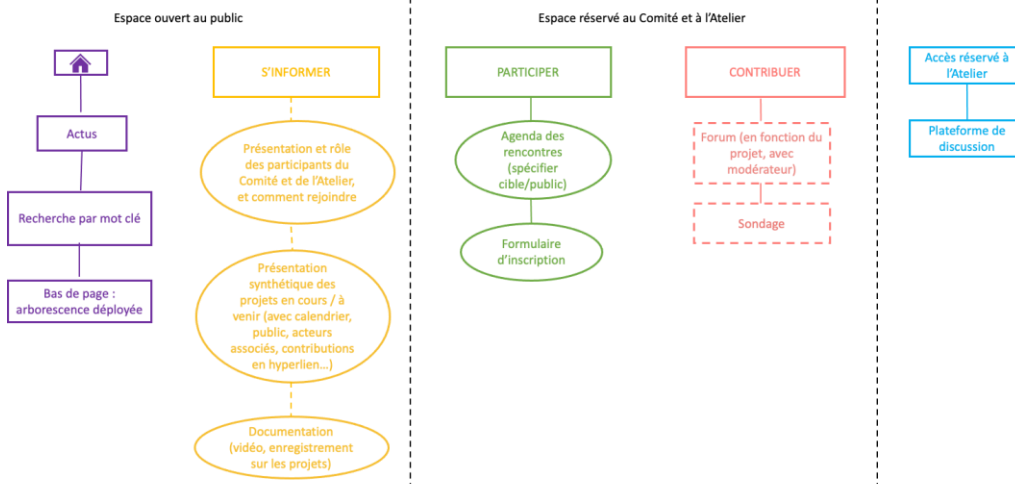 Espace ouvert au public
Espace réservé au Comité et à l'Atelier
Actus
Recherche par mot clé
Bas de page :
arborescence déployée
S'INFORMER
Présentation et rôle
des participants du
Comité et de l'Atelier,
et comment rejoindre
Présentation
synthétique des
projets en cours / à
venir (avec calendrier,
public, acteurs
associés, contributions
en hyperlien...)
Documentation
(vidéo, enregistrement
sur les projets)
PARTICIPER
Agenda des
rencontres
(spécifier
cible/public)
Formulaire
d'inscription
CONTRIBUER
Forum (en fonction du
projet, avec
modérateur)
Sondage
Accès réservé à
l'Atelier
Plateforme de
discussion